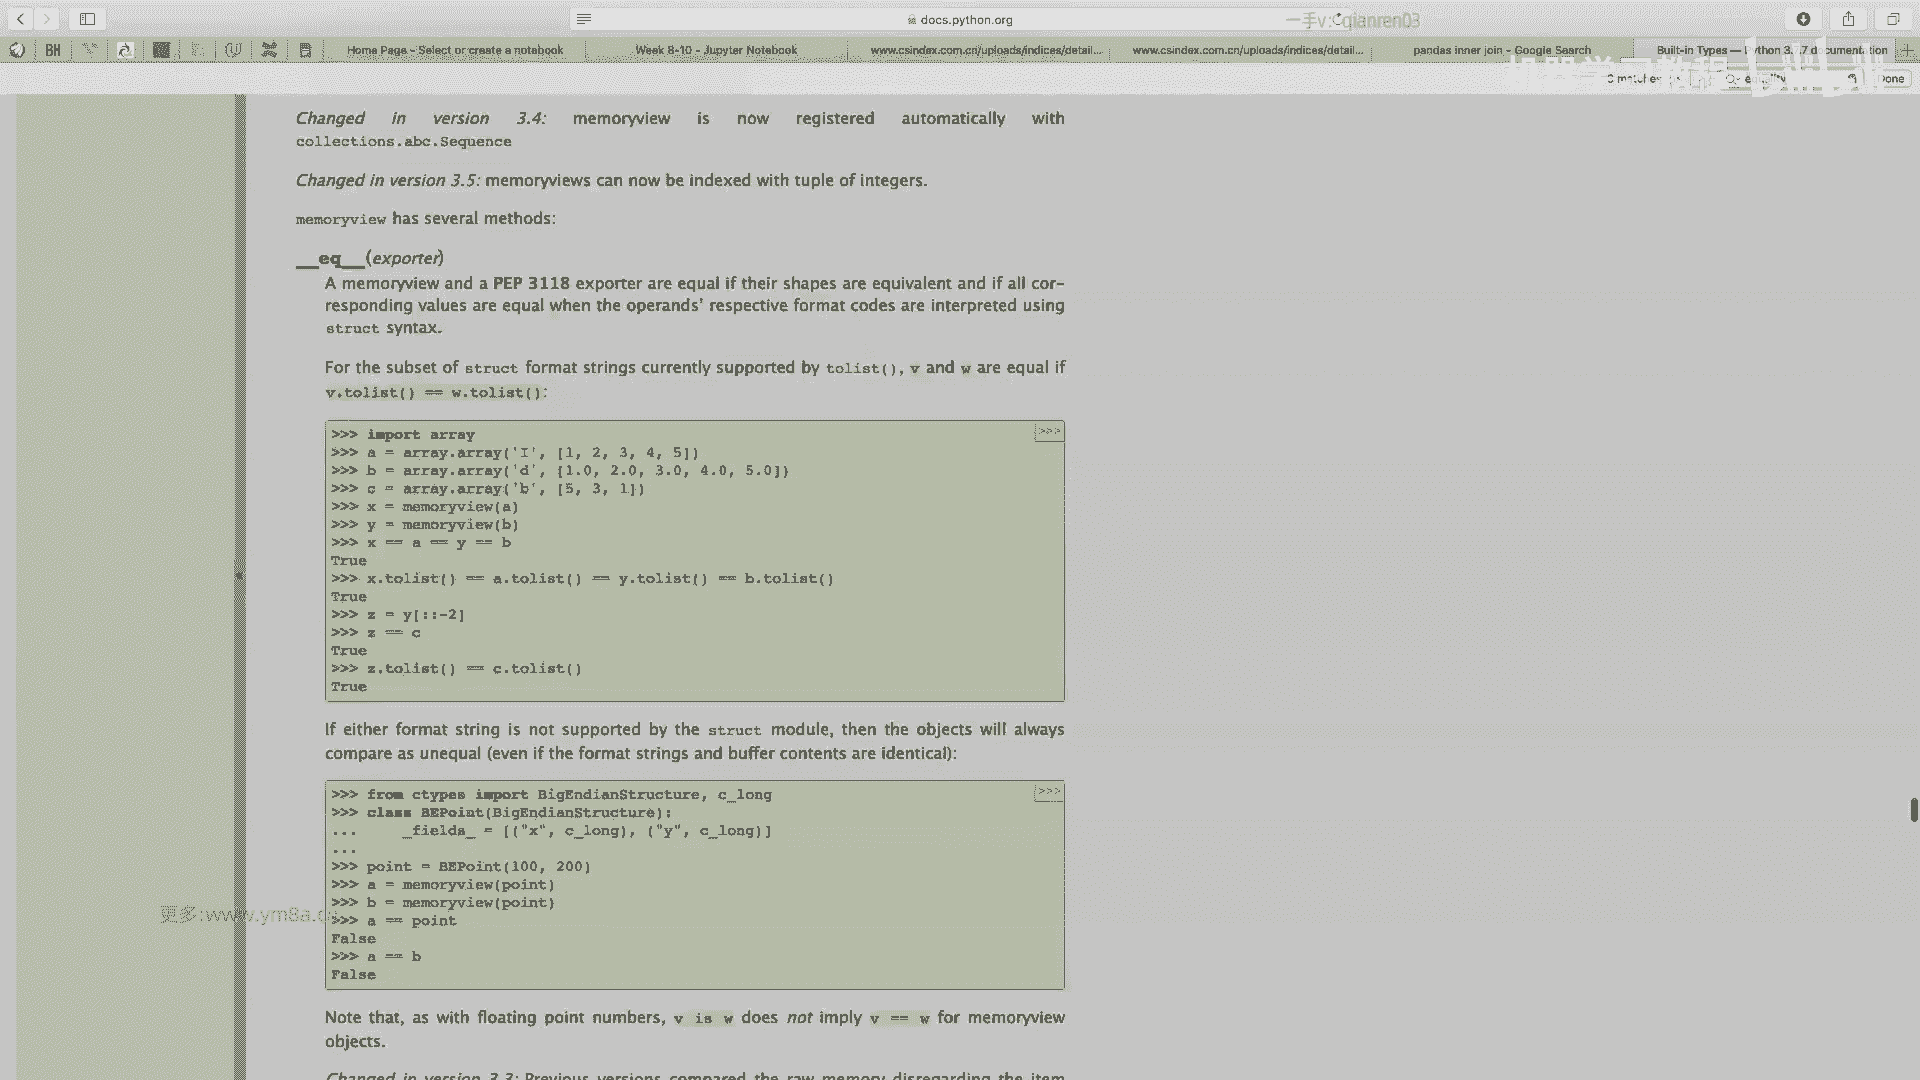 docs.python.org
一手v:qianren03
BH
Home Page - Select or create a notebook
Week 8-10 - Jupyter Notebook
www.csindex.com.cn/uploads/indices/detail...
www.csindex.com.cn/uploads/indices/detail...
pandas inner join - Google Search
Built-in Types — Python 3.7.7 documentation
Done
Changed in version 3.4: memoryview is now registered automatically with
collections.abc.Sequence
Changed in version 3.5: memoryviews can now be indexed with tuple of integers.
memoryview has several methods:
__eq__(exporter)
A memoryview and a PEP 3118 exporter are equal if their shapes are equivalent and if all cor-
responding values are equal when the operands' respective format codes are interpreted using
struct syntax.
For the subset of struct format strings currently supported by tolist(), v and w are equal if
v.tolist() == w.tolist():
>>> import array
>>>
>>> a = array.array('I', [1, 2, 3, 4, 5])
>>> b = array.array('d', [1.0, 2.0, 3.0, 4.0, 5.0])
>>> c = array.array('b', [5, 3, 1])
>>> x = memoryview(a)
>>> y = memoryview(b)
>>> x == a == y == b
True
>>> x.tolist() == a.tolist() == y.tolist() == b.tolist()
True
>>> z = y[::-2]
>>> z == c
True
>>> z.tolist() == c.tolist()
True
If either format string is not supported by the struct module, then the objects will always
compare as unequal (even if the format strings and buffer contents are identical):
>>> from ctypes import BigEndianStructure, c_long
>>>
>>> class BEPoint(BigEndianStructure):
...     _fields_ = [("x", c_long), ("y", c_long)]
...
>>> point = BEPoint(100, 200)
>>> a = memoryview(point)
>>> b = memoryview(point)
更多:www.ym8a.c
>>> a == point
False
>>> a == b
False
Note that, as with floating point numbers, v is w does not imply v == w for memoryview
objects.
Changed in version 3.3: Previous versions compared the raw memory disregarding the item